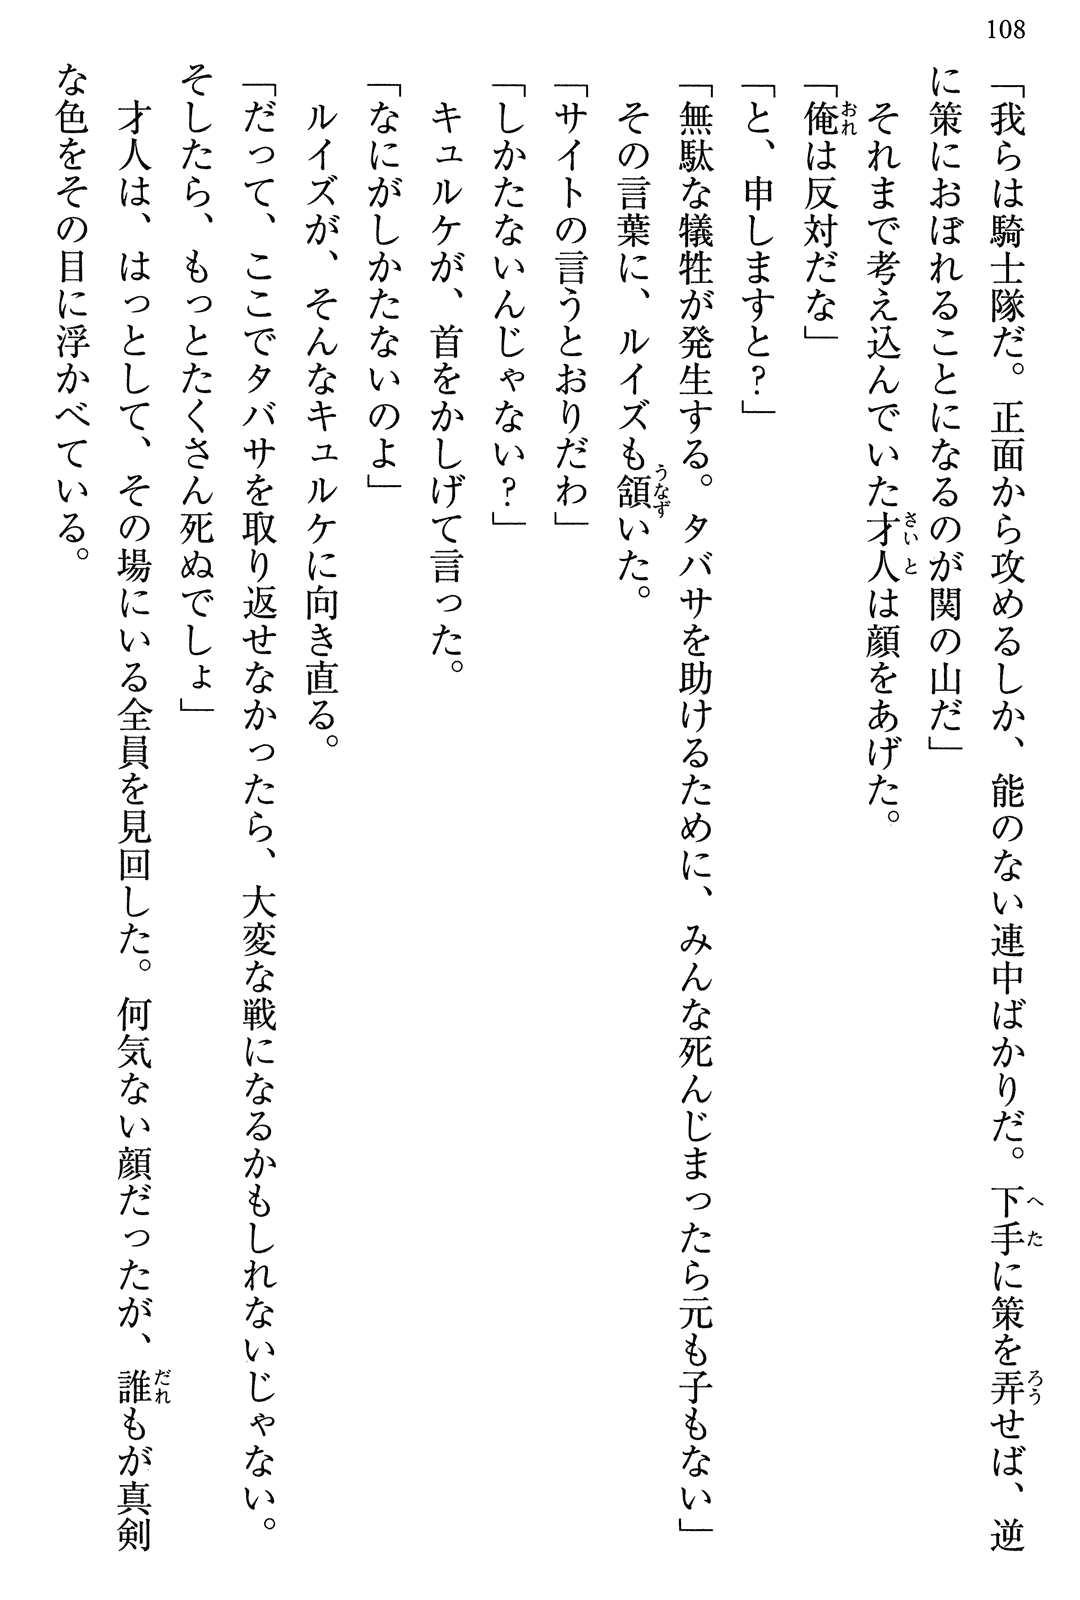 108
「我らは騎士隊だ。正面から攻めるしか、能のない連中ばかりだ。下手に策を弄せば、逆
に策におぼれることになるのが関の山だ」
それまで考え込んでいた才人は顔をあげた。
「俺は反対だな」
「と、申しますと？」
「無駄な犠牲が発生する。タバサを助けるために、みんな死んじまったら元も子もない」
その言葉に、ルイズも頷いた。
「サイトの言うとおりだわ」
「しかたないんじゃない？」
キュルケが、首をかしげて言った。
「なにがしかたないのよ」
ルイズが、そんなキュルケに向き直る。
「だって、ここでタバサを取り返せなかったら、大変な戦になるかもしれないじゃない。
そしたら、もっとたくさん死ぬでしょ」
才人は、はっとして、その場にいる全員を見回した。何気ない顔だったが、誰もが真剣
な色をその目に浮かべている。